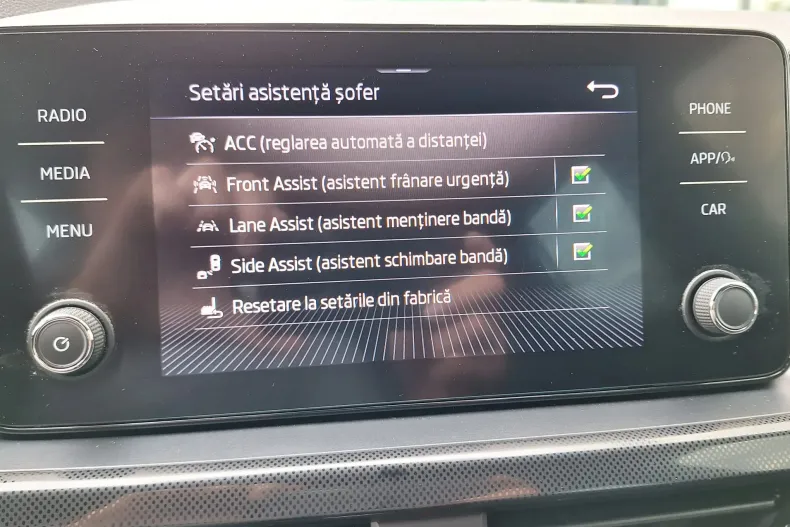 RADIO
MEDIA
MENU
Setări asistență șofer
ACC (reglarea automată a distanței)
Front Assist (asistent frânare urgență)
Lane Assist (asistent menținere bandă)
Side Assist (asistent schimbare bandă)
Resetare la setările din fabrică
PHONE
APP/
CAR